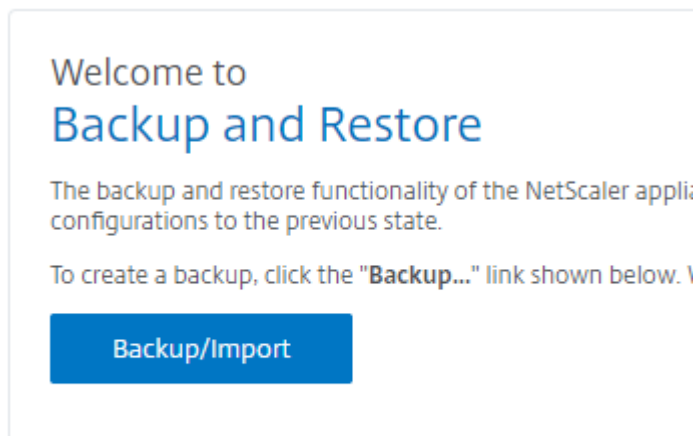 Welcome to
Backup and Restore
The backup and restore functionality of the NetScaler
configurations to the previous state.
To create a backup, click the "Backup..." link shown below.
Backup/Import